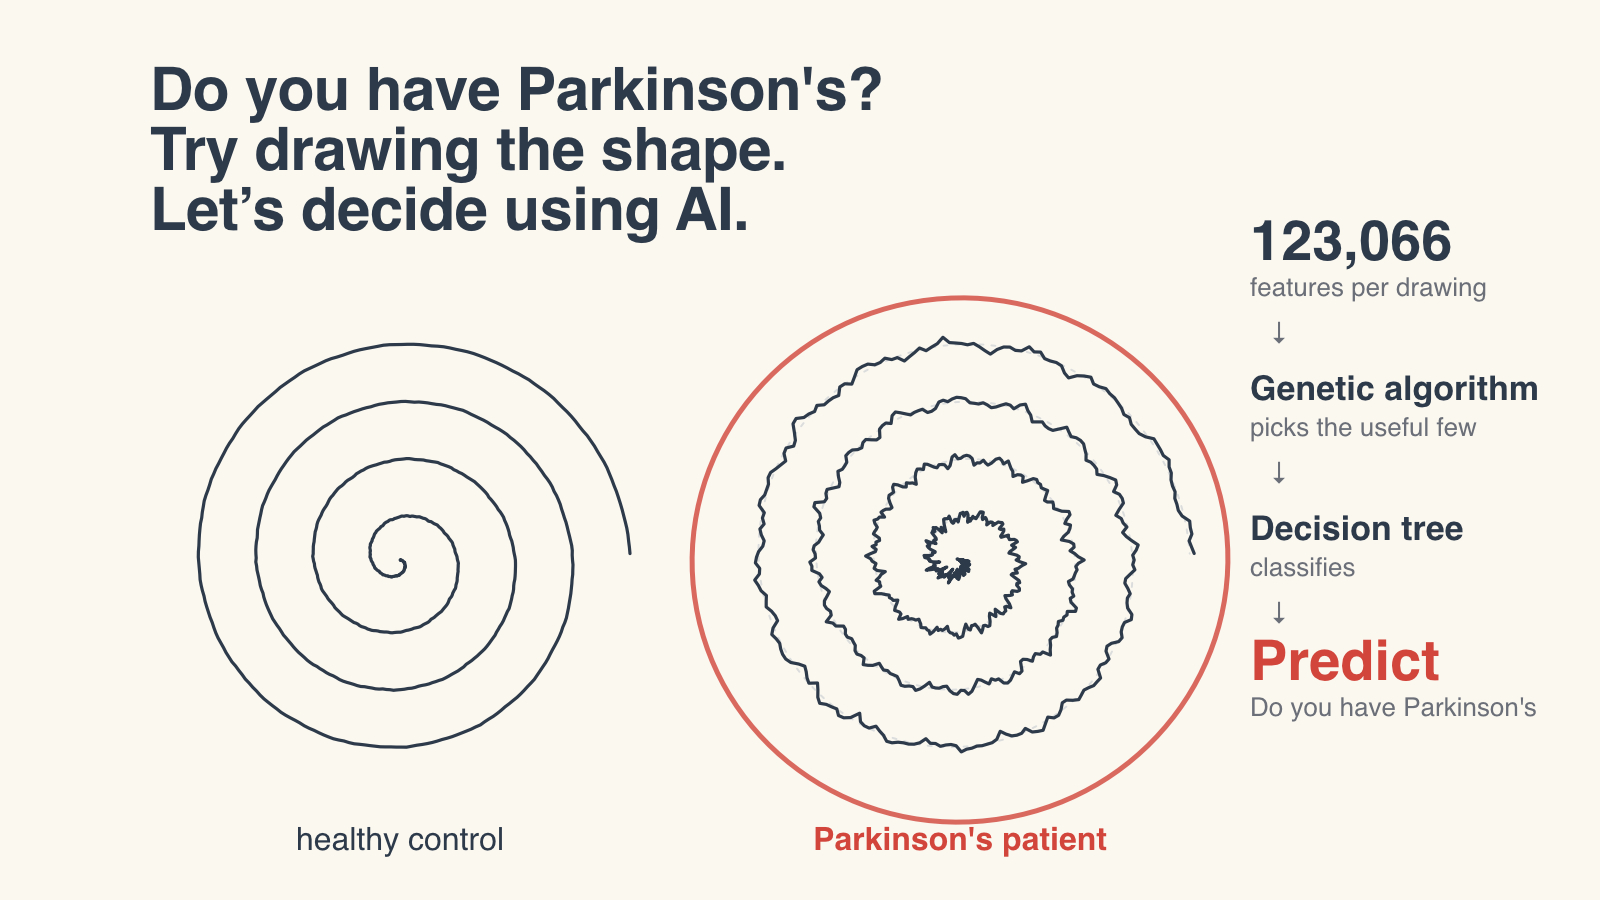 Do you have Parkinson's?
Try drawing the shape.
Let’s decide using AI.
123,066
features per drawing
↓
Genetic algorithm
picks the useful few
↓
Decision tree
classifies
↓
Predict
Do you have Parkinson's
healthy control
Parkinson's patient